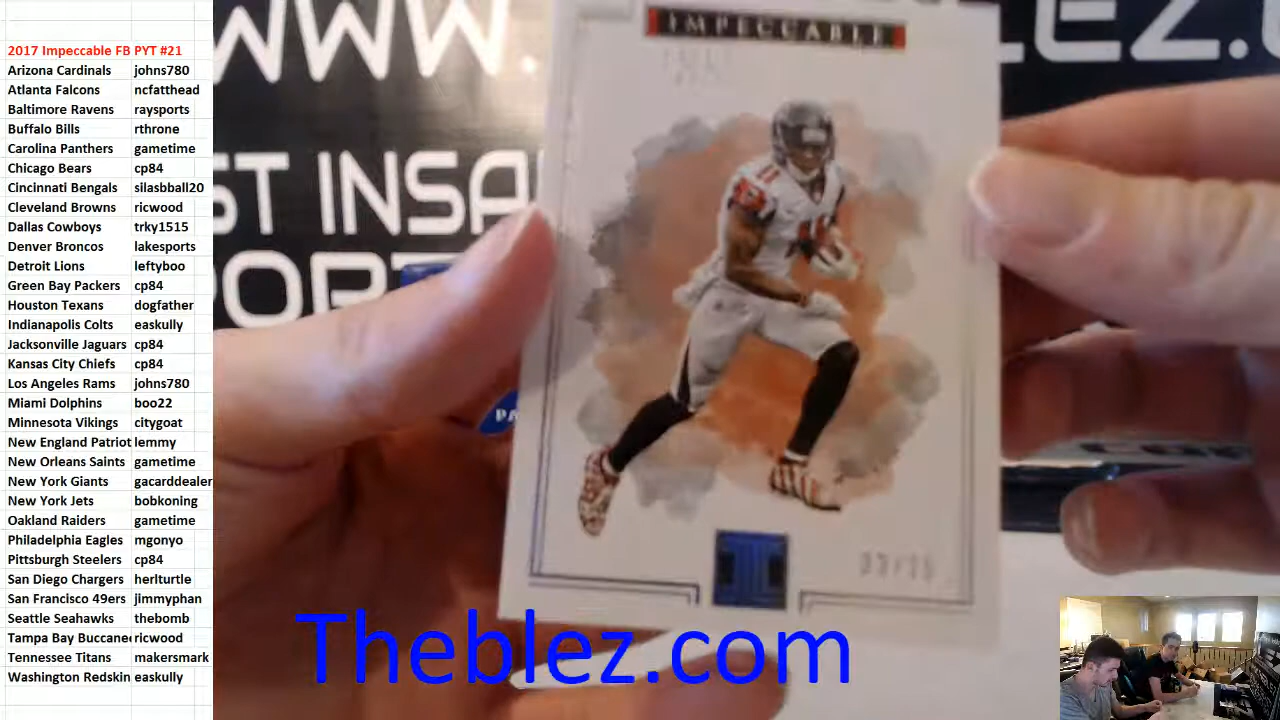 2017 Impeccable FB PYT #21
Arizona Cardinals johns780
Atlanta Falcons ncfatthead
Baltimore Ravens raysports
Buffalo Bills rthrone
Carolina Panthers gametime
Chicago Bears cp84
Cincinnati Bengals silasbball20
Cleveland Browns ricwood
Dallas Cowboys trky1515
Denver Broncos lakesports
Detroit Lions leftyboo
Green Bay Packers cp84
Houston Texans dogfather
Indianapolis Colts easkully
Jacksonville Jaguars cp84
Kansas City Chiefs cp84
Los Angeles Rams johns780
Miami Dolphins boo22
Minnesota Vikings citygoat
New England Patriot lemmy
New Orleans Saints gametime
New York Giants gacarddealer
New York Jets bobkoning
Oakland Raiders gametime
Philadelphia Eagles mgonyo
Pittsburgh Steelers cp84
San Diego Chargers herlturtle
San Francisco 49ers jimmyphan
Seattle Seahawks thebomb
Tampa Bay Buccanee ricwood
Tennessee Titans makersmark
Washington Redskin easkully
WWW.
LEZ.
ST INSA
PORT
IMPECCABLE
11
PA
Theblez.com